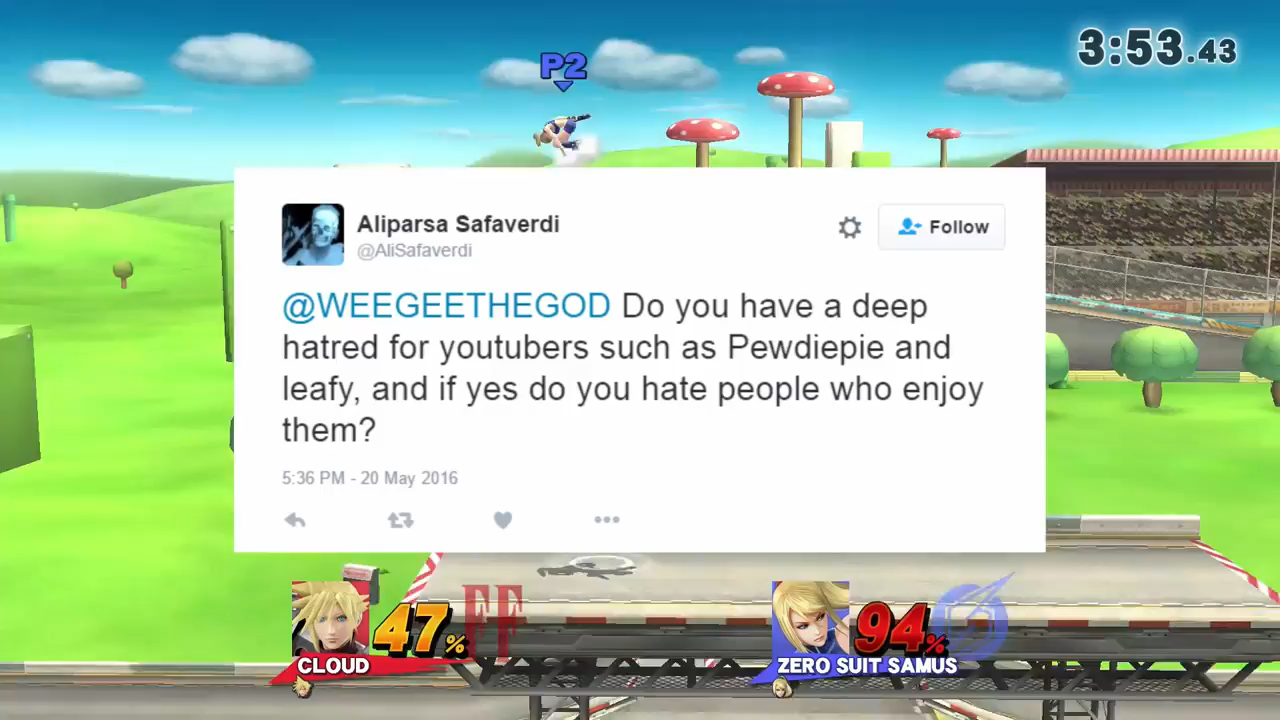 3:53.43
P2
Aliparsa Safaverdi
@AliSafaverdi
Follow
@WEEGEETHEGOD Do you have a deep
hatred for youtubers such as Pewdiepie and
leafy, and if yes do you hate people who enjoy
them?
5:36 PM - 20 May 2016
47%
FF
CLOUD
94%
ZERO SUIT SAMUS